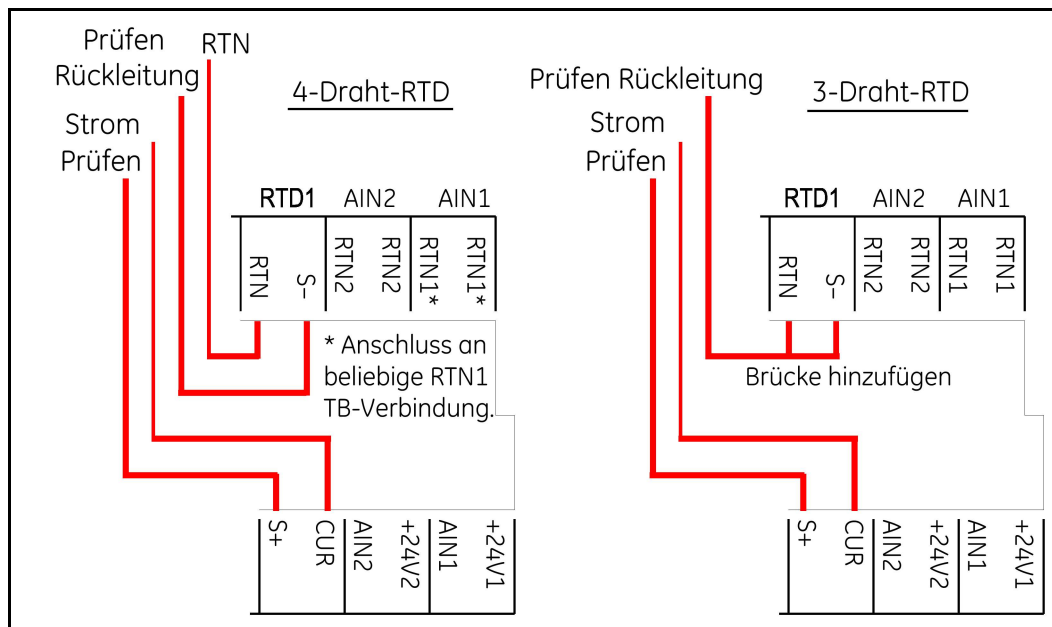 4-Draht-RTD
Prüfen
Rückleitung
RTN
Strom
Prüfen
RTD1 AIN2 AIN1
RTN S- RTN2 RTN2 RTN1* RTN1*
* Anschluss an
beliebige RTN1
TB-Verbindung.
S+ CUR AIN2 +24V2 AIN1 +24V1
3-Draht-RTD
Prüfen Rückleitung
Strom
Prüfen
RTD1 AIN2 AIN1
RTN S- RTN2 RTN2 RTN1 RTN1
Brücke hinzufügen
S+ CUR AIN2 +24V2 AIN1 +24V1